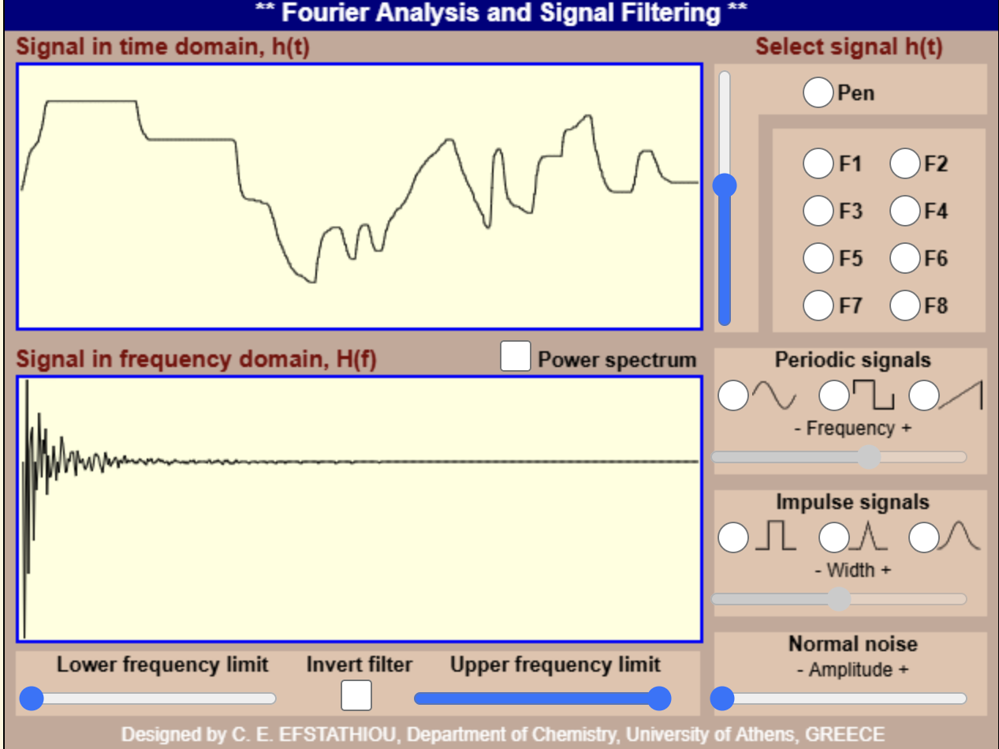 ** Fourier Analysis and Signal Filtering **
Signal in time domain, h(t)
Select signal h(t)
Pen
F1 F2
F3 F4
F5 F6
F7 F8
Signal in frequency domain, H(f)
Power spectrum
Periodic signals
- Frequency +
Impulse signals
- Width +
Normal noise
- Amplitude +
Lower frequency limit
Invert filter
Upper frequency limit
Designed by C. E. EFSTATHIOU, Department of Chemistry, University of Athens, GREECE